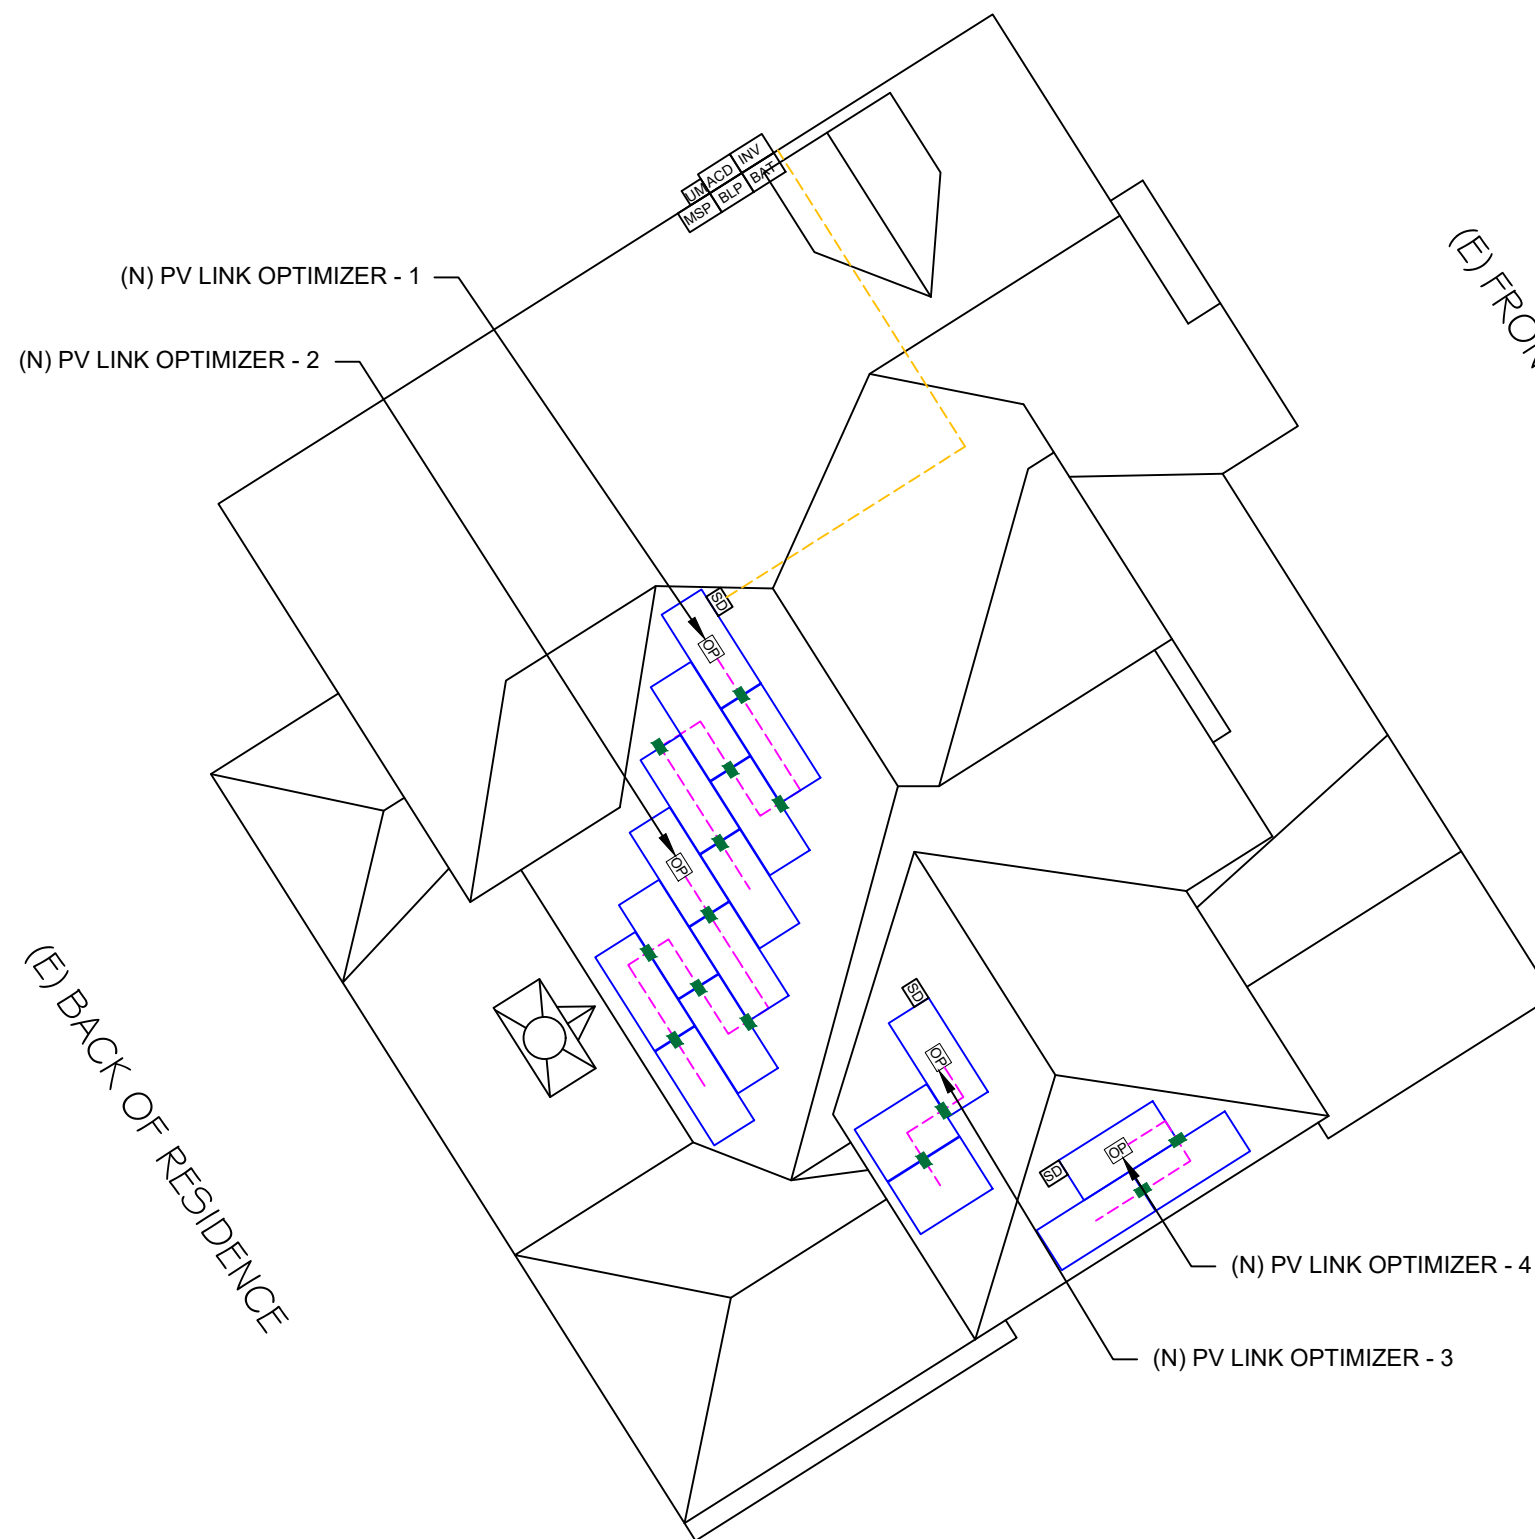 INV
ACD
UM
BAT
BLP
MSP
(N) PV LINK OPTIMIZER - 1
(N) PV LINK OPTIMIZER - 2
(E) FRON
SD
OP
OP
(E) BACK OF RESIDENCE
SD
OP
OP
SD
(N) PV LINK OPTIMIZER - 4
(N) PV LINK OPTIMIZER - 3